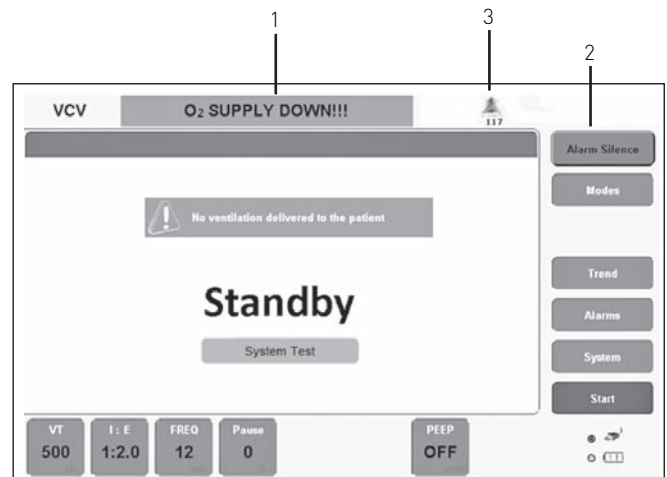 1
3
2
VCV
O2 SUPPLY DOWN!!!
117
Alarm Silence
Modes
No ventilation delivered to the patient
Standby
System Test
Trend
Alarms
System
Start
VT
500
I : E
1:2.0
FREQ
12
Pause
0
PEEP
OFF